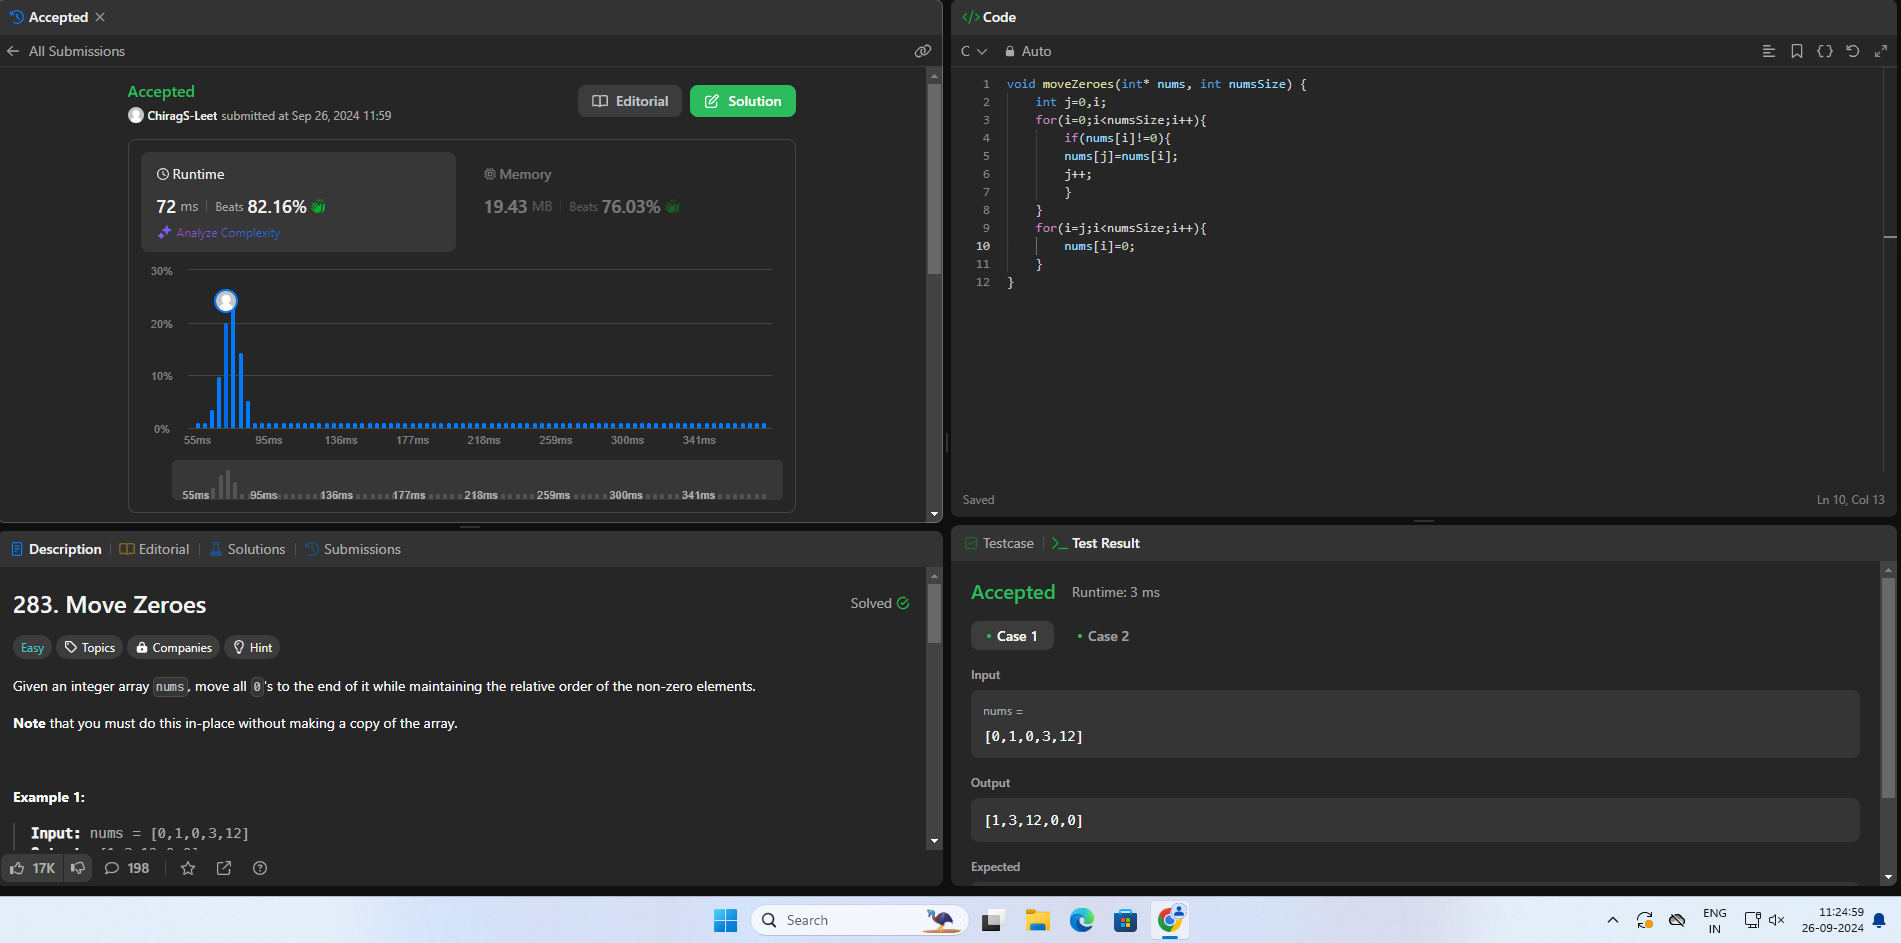 Accepted
All Submissions
Accepted
ChiragS-Leet submitted at Sep 26, 2024 11:59
Editorial
Solution
Runtime
72 ms | Beats 82.16%
Analyze Complexity
Memory
19.43 MB | Beats 76.03%
30%
20%
10%
0%
55ms 95ms 136ms 177ms 218ms 259ms 300ms 341ms
55ms 95ms 136ms 177ms 218ms 259ms 300ms 341ms
Description | Editorial | Solutions | Submissions
283. Move Zeroes
Solved
Easy Topics Companies Hint
Given an integer array nums, move all 0's to the end of it while maintaining the relative order of the non-zero elements.
Note that you must do this in-place without making a copy of the array.
Example 1:
Input: nums = [0,1,0,3,12]
17K 198
Code
C Auto
1 void moveZeroes(int* nums, int numsSize) {
2 int j=0,i;
3 for(i=0;i<numsSize;i++){
4 if(nums[i]!=0){
5 nums[j]=nums[i];
6 j++;
7 }
8 }
9 for(i=j;i<numsSize;i++){
10 nums[i]=0;
11 }
12 }
Saved
Ln 10, Col 13
Testcase | Test Result
Accepted Runtime: 3 ms
Case 1 Case 2
Input
nums =
[0,1,0,3,12]
Output
[1,3,12,0,0]
Expected
Search
ENG
IN
11:24:59
26-09-2024